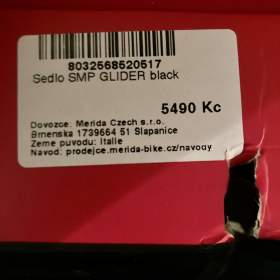 8032568520517
Sedlo SMP GLIDER black
5490 Kc
Dovozce: Merida Czech s.r.o.
Brnenska 1739664 51 Slapanice
Zeme puvodu: Italie
Navod: prodejce.merida-bike.cz/navody